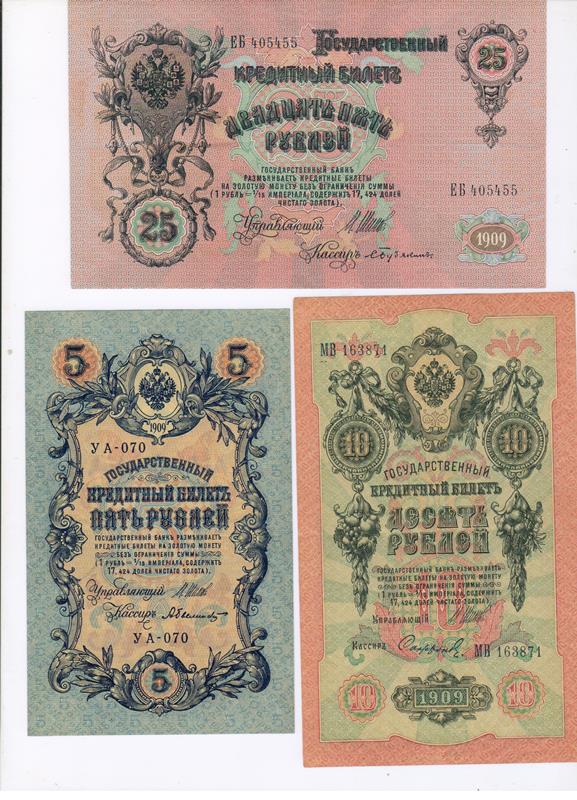 ЕБ 405455
Государственный
25
Кредитный Билетъ
Двадцать пять
Рублей
Государственный Банкъ
размѣниваетъ кредитные билеты
на золотую монету безъ ограниченія суммы
(1 рубль = 1/15 имперіала, содержитъ 17,424 долей
чистаго золота).
ЕБ 405455
25
Управляющій
Кассиръ
1909
5
5
1909
УА-070
Государственный
Кредитный Билетъ
Пять Рублей
Государственный Банкъ размѣниваетъ
кредитные билеты на золотую монету
безъ ограниченія суммы
(1 рубль = 1/15 имперіала, содержитъ
17,424 долей чистаго золота).
Управляющій
Кассиръ
УА-070
5
МВ 163871
10
10
Государственный
Кредитный Билетъ
Десять
Рублей
Государственный Банкъ размѣниваетъ
кредитные билеты на золотую монету
безъ ограниченія суммы
(1 рубль = 1/15 имперіала, содержитъ
17,424 долей чистаго золота).
10
Управляющій
Кассиръ
МВ 163871
10
1909
10